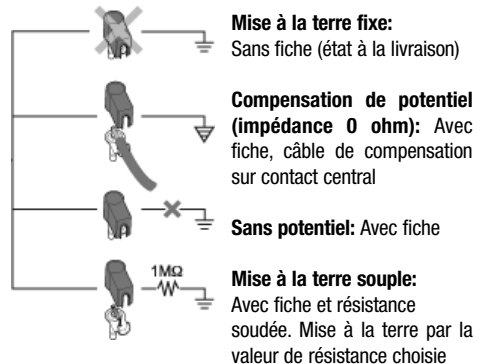 Mise à la terre fixe:
Sans fiche (état à la livraison)
Compensation de potentiel
(impédance 0 ohm): Avec
fiche, câble de compensation
sur contact central
Sans potentiel: Avec fiche
1MΩ
Mise à la terre souple:
Avec fiche et résistance
soudée. Mise à la terre par la
valeur de résistance choisie